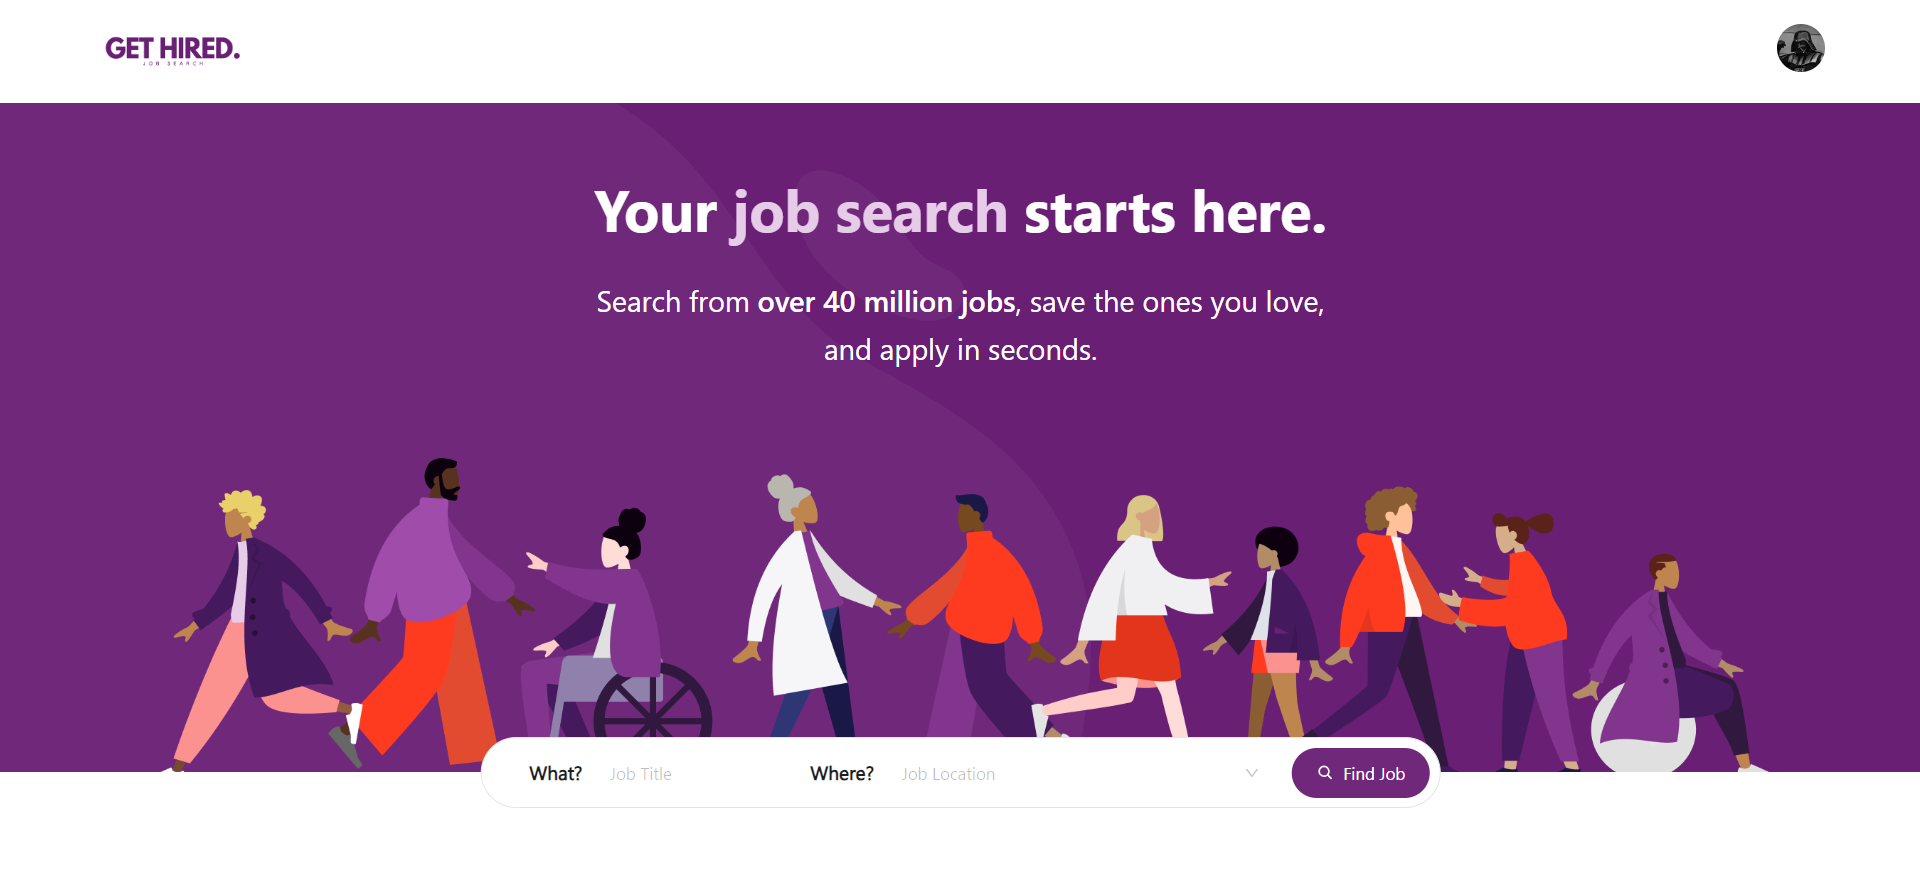 GET HIRED.
JOB SEARCH
Your job search starts here.
Search from over 40 million jobs, save the ones you love,
and apply in seconds.
What? Job Title Where? Job Location Find Job